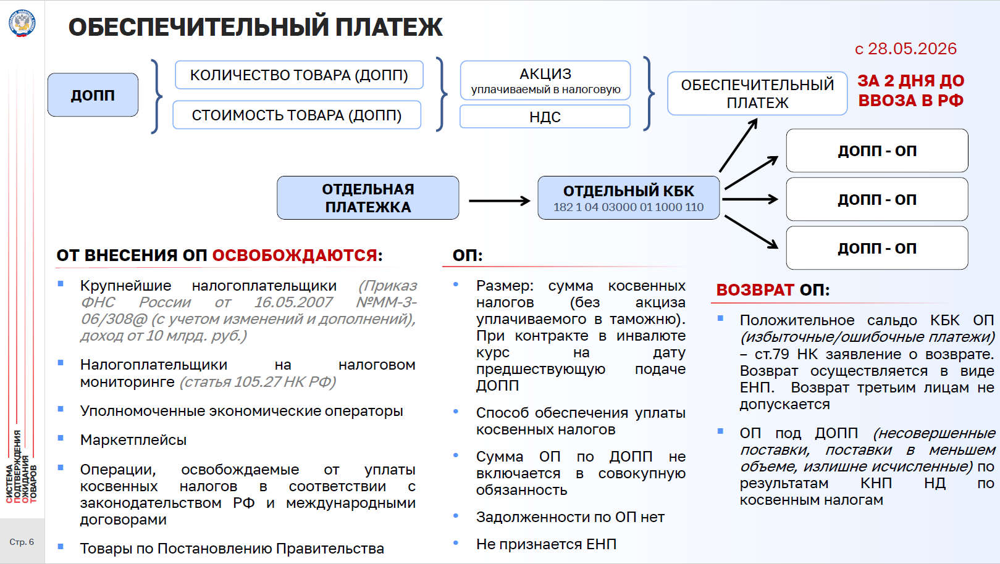 ОБЕСПЕЧИТЕЛЬНЫЙ ПЛАТЕЖ
с 28.05.2026
ДОПП
КОЛИЧЕСТВО ТОВАРА (ДОПП)
СТОИМОСТЬ ТОВАРА (ДОПП)
АКЦИЗ
уплачиваемый в налоговую
НДС
ОБЕСПЕЧИТЕЛЬНЫЙ
ПЛАТЕЖ
ЗА 2 ДНЯ ДО
ВВОЗА В РФ
ОТДЕЛЬНАЯ
ПЛАТЕЖКА
ОТДЕЛЬНЫЙ КБК
182 1 04 03000 01 1000 110
ДОПП - ОП
ДОПП - ОП
ДОПП - ОП
ОТ ВНЕСЕНИЯ ОП ОСВОБОЖДАЮТСЯ:
Крупнейшие налогоплательщики (Приказ
ФНС России от 16.05.2007 №ММ-3-
06/308@ (с учетом изменений и дополнений),
доход от 10 млрд. руб.)
Налогоплательщики на налоговом
мониторинге (статья 105.27 НК РФ)
Уполномоченные экономические операторы
Маркетплейсы
Операции, освобождаемые от уплаты
косвенных налогов в соответствии с
законодательством РФ и международными
договорами
Товары по Постановлению Правительства
ОП:
Размер: сумма косвенных
налогов (без акциза
уплачиваемого в таможню).
При контракте в инвалюте
курс на дату
предшествующую подаче
ДОПП
Способ обеспечения уплаты
косвенных налогов
Сумма ОП по ДОПП не
включается в совокупную
обязанность
Задолженности по ОП нет
Не признается ЕНП
ВОЗВРАТ ОП:
Положительное сальдо КБК ОП
(избыточные/ошибочные платежи)
– ст.79 НК заявление о возврате.
Возврат осуществляется в виде
ЕНП. Возврат третьим лицам не
допускается
ОП под ДОПП (несовершенные
поставки, поставки в меньшем
объеме, излишне исчисленные) по
результатам КНП НД по
косвенным налогам
СИСТЕМА
ПОДТВЕРЖДЕНИЯ
ОЖИДАНИЯ
ТОВАРОВ
Стр. 6